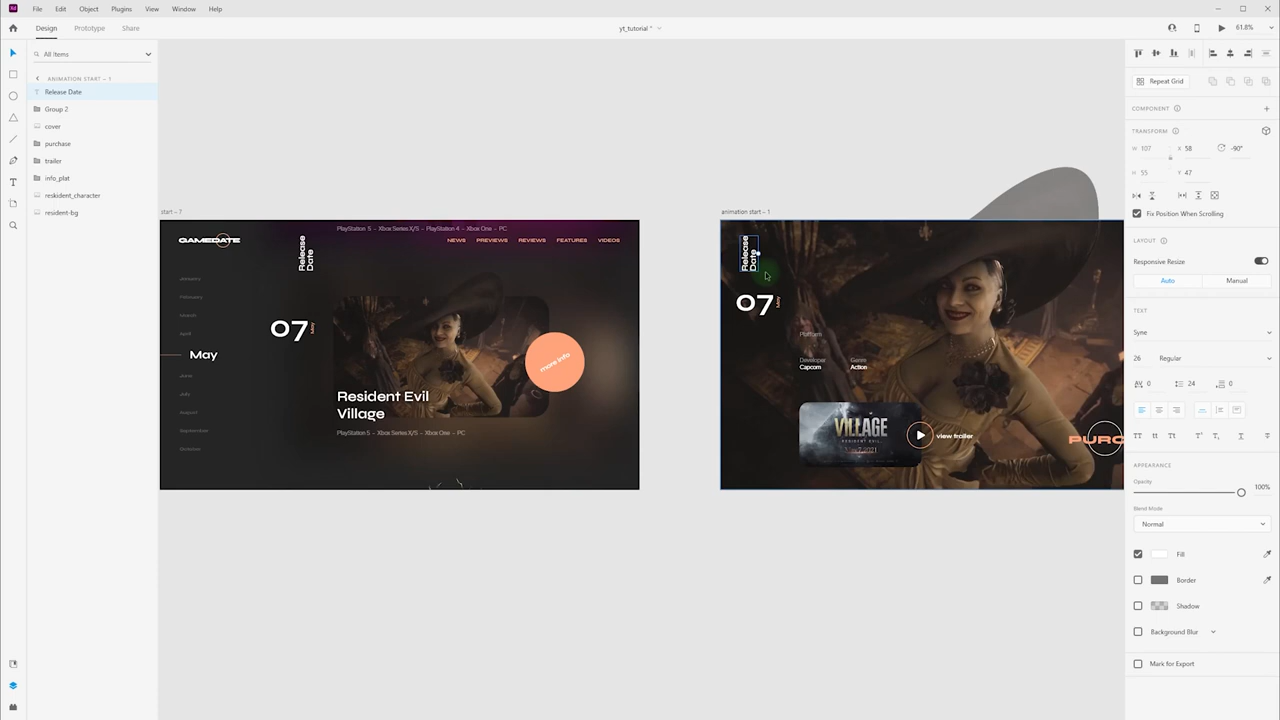 File Edit Object Plugins View Window Help
Design Prototype Share
yt_tutorial *
61.8%
All Items
ANIMATION START – 1
Release Date
Group 2
cover
purchase
trailer
info_plat
reskident_character
resident-bg
start – 7
GAMEDATE
PlayStation 5 – Xbox Series X/S – PlayStation 4 – Xbox One – PC
NEWS PREVIEWS REVIEWS FEATURES VIDEOS
Release
Date
January
February
March
April
May
June
July
August
September
October
07
May
more info
Resident Evil
Village
PlayStation 5 – Xbox Series X/S – Xbox One – PC
animation start – 1
Release
Date
07
May
Platform
Developer Genre
Capcom Action
VILLAGE
RESIDENT EVIL
view trailer
PURC
Repeat Grid
COMPONENT
TRANSFORM
W 107 X 58 -90°
H 55 Y 47
Fix Position When Scrolling
LAYOUT
Responsive Resize
Auto Manual
TEXT
Syne
26 Regular
0 24 0
TT tt Tt
APPEARANCE
Opacity
100%
Blend Mode
Normal
Fill
Border
Shadow
Background Blur
Mark for Export